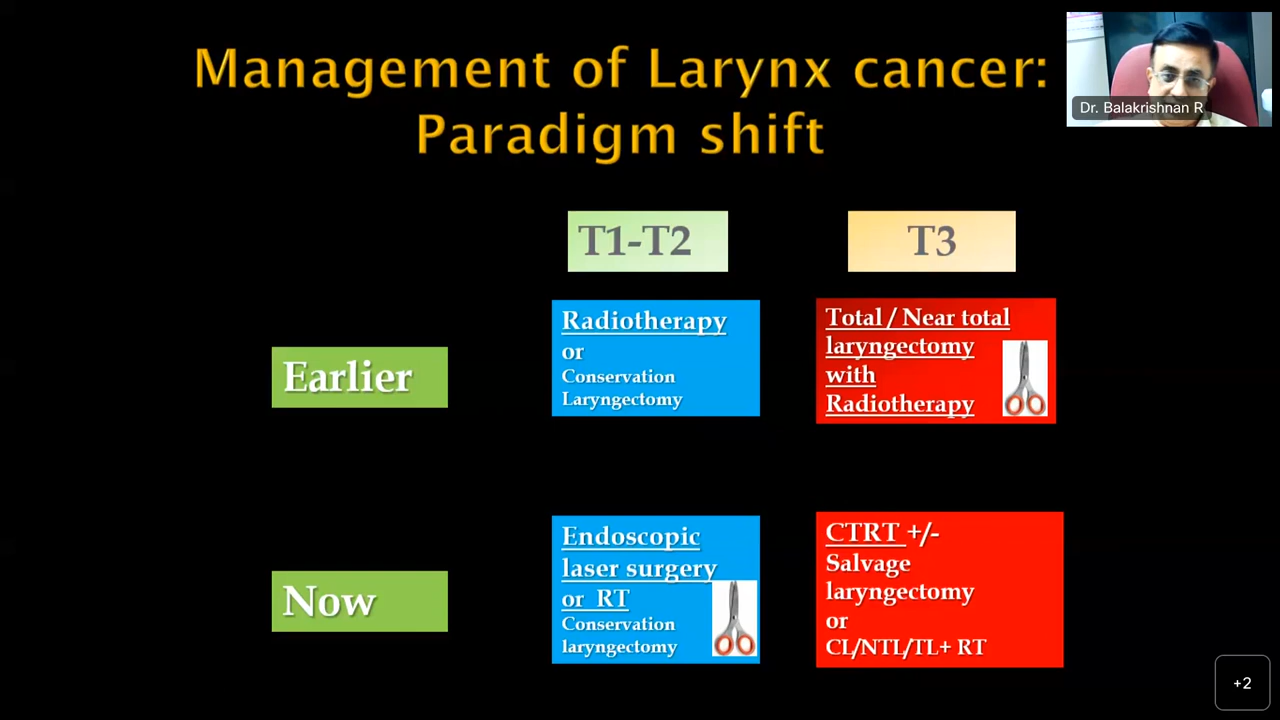 Management of Larynx cancer:
Paradigm shift
Dr. Balakrishnan R
T1-T2
T3
Earlier
Radiotherapy
or
Conservation
Laryngectomy
Total / Near total
laryngectomy
with
Radiotherapy
Now
Endoscopic
laser surgery
or RT
Conservation
laryngectomy
CTRT +/-
Salvage
laryngectomy
or
CL/NTL/TL+ RT
+2